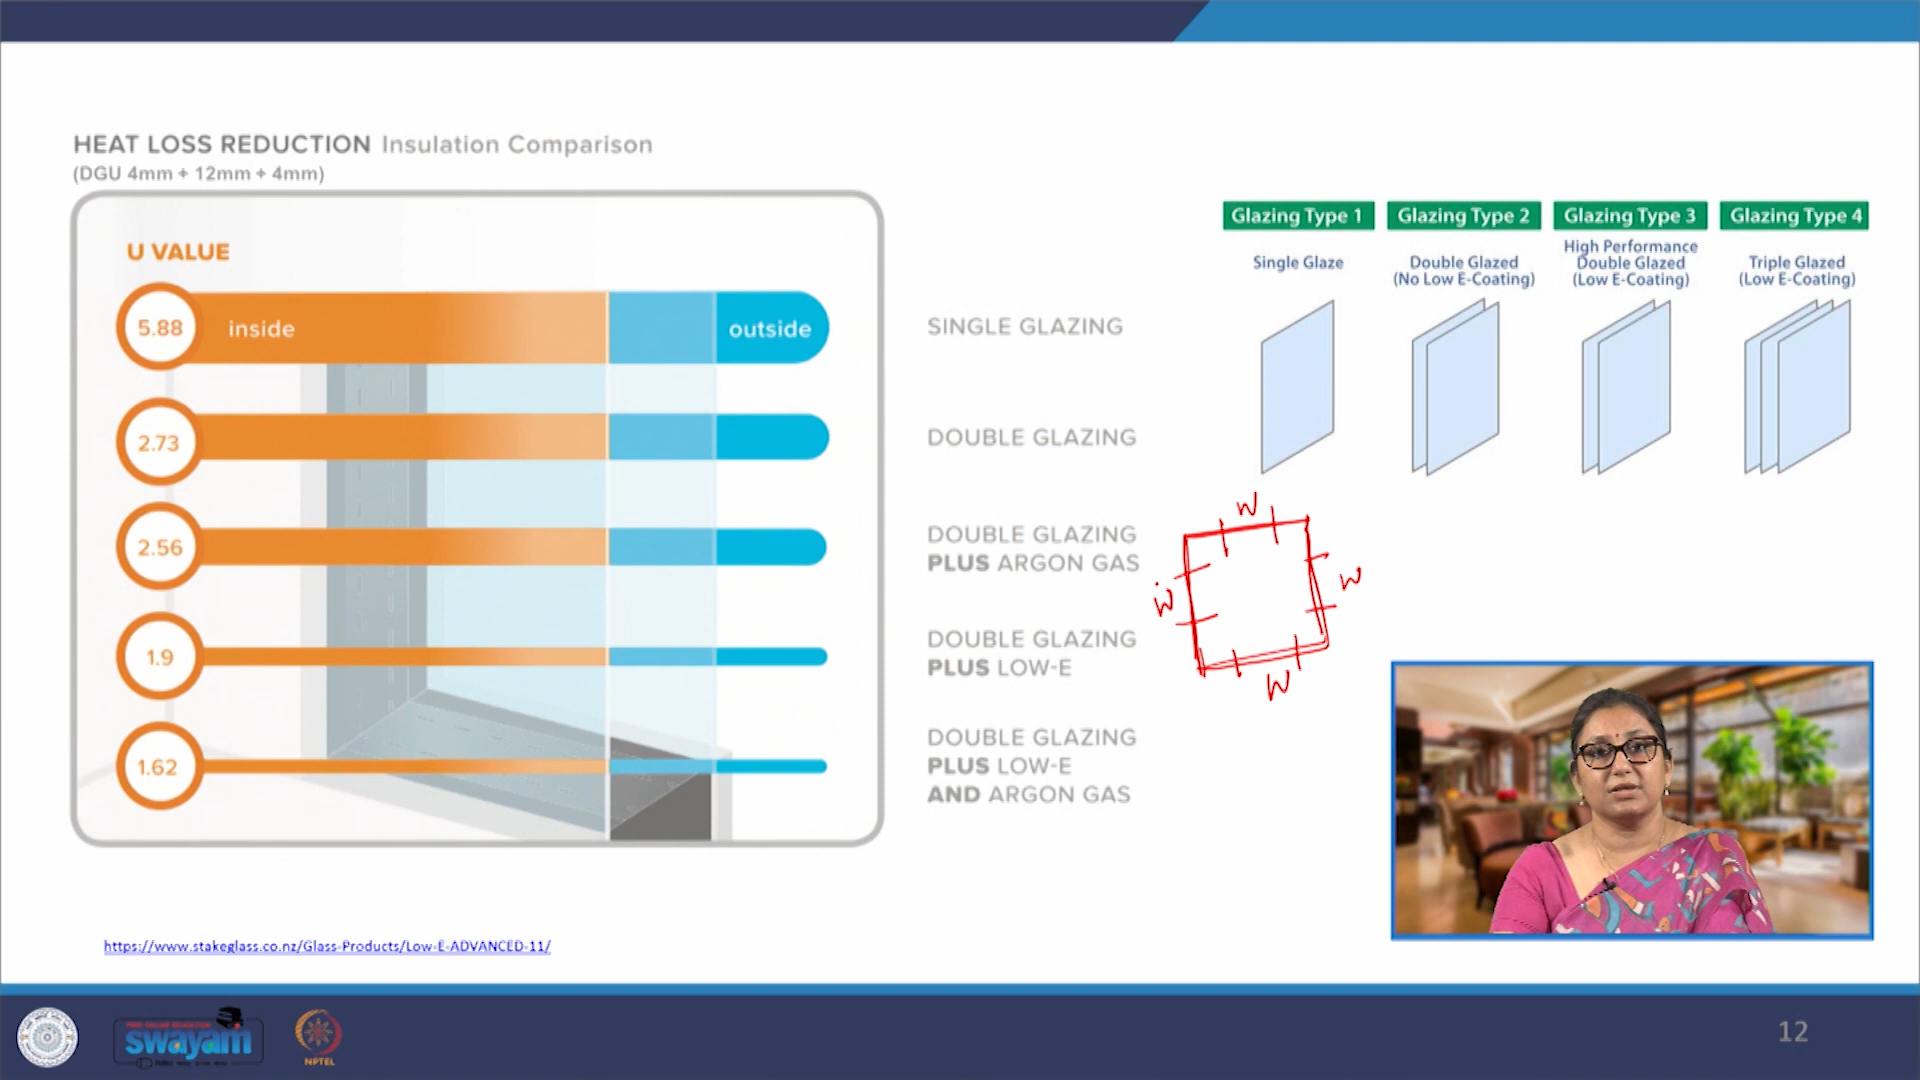 HEAT LOSS REDUCTION Insulation Comparison
(DGU 4mm + 12mm + 4mm)
U VALUE
5.88 inside outside SINGLE GLAZING
2.73 DOUBLE GLAZING
2.56 DOUBLE GLAZING
PLUS ARGON GAS
1.9 DOUBLE GLAZING
PLUS LOW-E
1.62 DOUBLE GLAZING
PLUS LOW-E
AND ARGON GAS
Glazing Type 1
Single Glaze
Glazing Type 2
Double Glazed
(No Low E-Coating)
Glazing Type 3
High Performance
Double Glazed
(Low E-Coating)
Glazing Type 4
Triple Glazed
(Low E-Coating)
W
W
W
W
https://www.stakeglass.co.nz/Glass-Products/Low-E-ADVANCED-11/
swayam
NPTEL
12